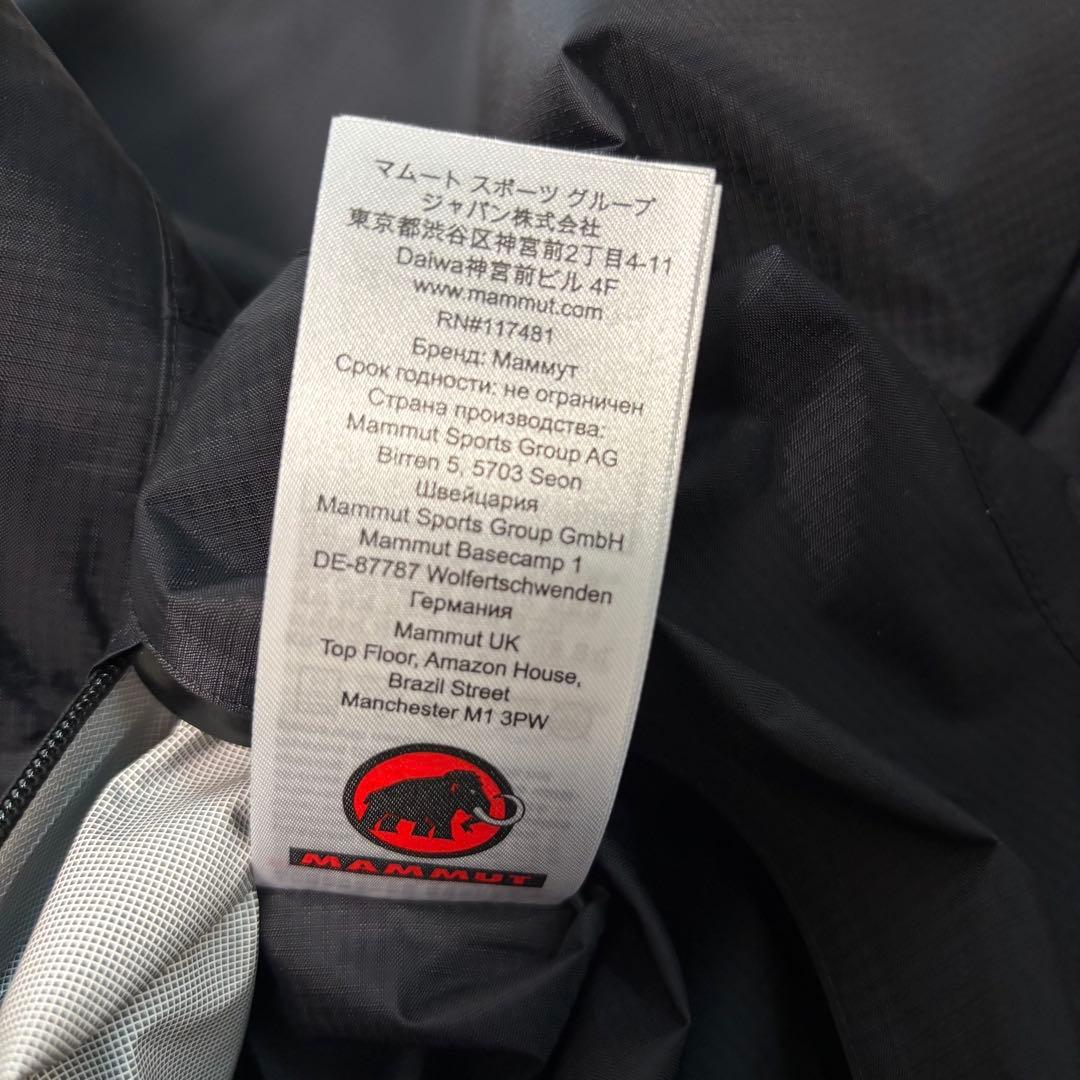 マムート スポーツ グループ
ジャパン株式会社
東京都渋谷区神宮前2丁目4-11
Daiwa神宮前ビル 4F
www.mammut.com
RN#117481
Бренд: Маммут
Срок годности: не ограничен
Страна производства:
Mammut Sports Group AG
Birren 5, 5703 Seon
Швейцария
Mammut Sports Group GmbH
Mammut Basecamp 1
DE-87787 Wolfertschwenden
Германия
Mammut UK
Top Floor, Amazon House,
Brazil Street
Manchester M1 3PW
MAMMUT